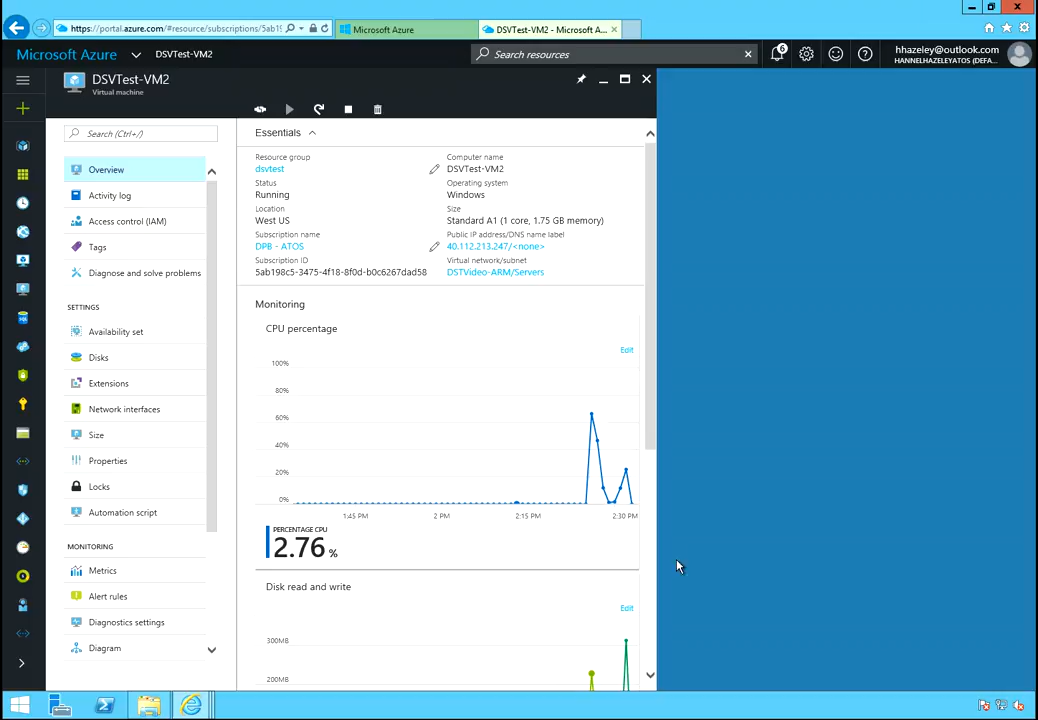 https://portal.azure.com/#resource/subscriptions/5ab19
Microsoft Azure
DSVTest-VM2 - Microsoft A...
Microsoft Azure
DSVTest-VM2
Search resources
6
hhazeley@outlook.com
HANNELHAZELEYATOS (DEFA...
DSVTest-VM2
Virtual machine
Search (Ctrl+/)
Overview
Activity log
Access control (IAM)
Tags
Diagnose and solve problems
SETTINGS
Availability set
Disks
Extensions
Network interfaces
Size
Properties
Locks
Automation script
MONITORING
Metrics
Alert rules
Diagnostics settings
Diagram
Essentials
Resource group
dsvtest
Status
Running
Location
West US
Subscription name
DPB - ATOS
Subscription ID
5ab198c5-3475-4f18-8f0d-b0c6267dad58
Computer name
DSVTest-VM2
Operating system
Windows
Size
Standard A1 (1 core, 1.75 GB memory)
Public IP address/DNS name label
40.112.213.247/<none>
Virtual network/subnet
DSTVideo-ARM/Servers
Monitoring
CPU percentage
Edit
100%
80%
60%
40%
20%
0%
1:45 PM
2 PM
2:15 PM
2:30 PM
PERCENTAGE CPU
2.76 %
Disk read and write
Edit
300MB
200MB